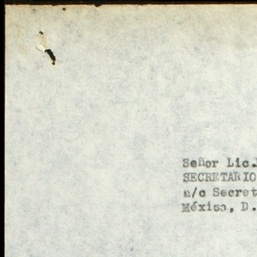 Señor Lic.
SECRETARIO
a/c Secret
México, D.